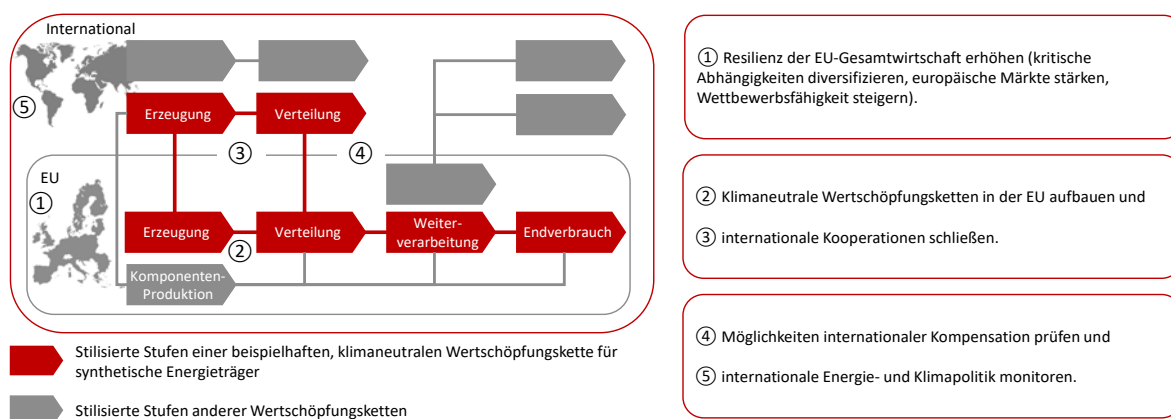 International
⑤
Erzeugung
Verteilung
③
④
EU
①
Erzeugung
②
Verteilung
Weiter-
verarbeitung
Endverbrauch
Komponenten-
Produktion
Stilisierte Stufen einer beispielhaften, klimaneutralen Wertschöpfungskette für
synthetische Energieträger
Stilisierte Stufen anderer Wertschöpfungsketten
① Resilienz der EU-Gesamtwirtschaft erhöhen (kritische
Abhängigkeiten diversifizieren, europäische Märkte stärken,
Wettbewerbsfähigkeit steigern).
② Klimaneutrale Wertschöpfungsketten in der EU aufbauen und
③ internationale Kooperationen schließen.
④ Möglichkeiten internationaler Kompensation prüfen und
⑤ internationale Energie- und Klimapolitik monitoren.